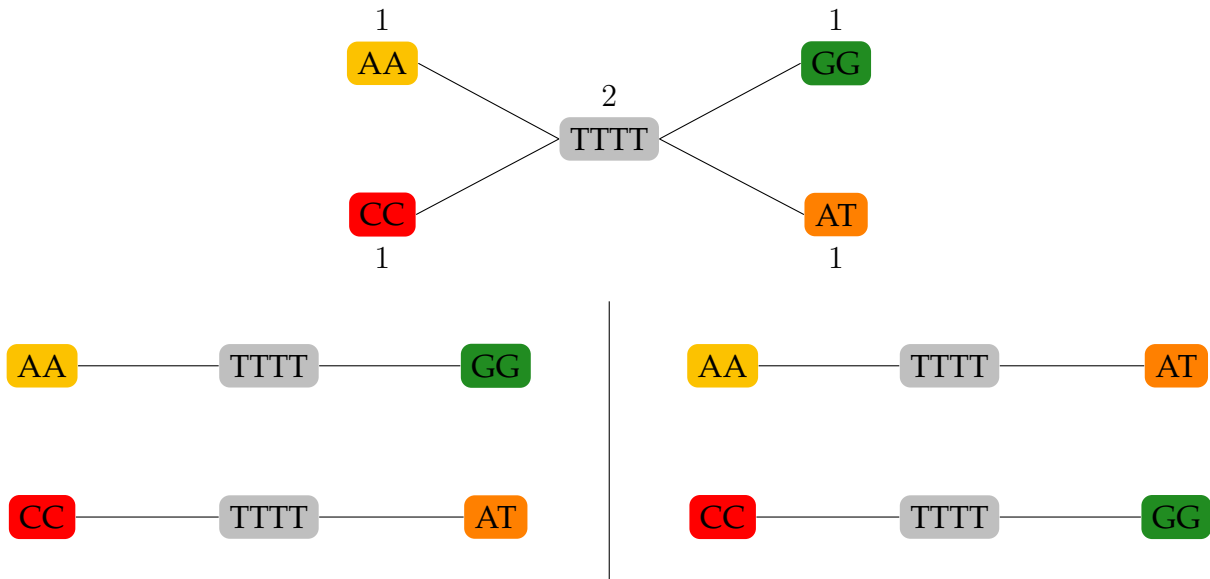 1 1
AA GG
2
TTTT
CC AT
1 1
AA TTTT GG
AA TTTT AT
CC TTTT AT
CC TTTT GG